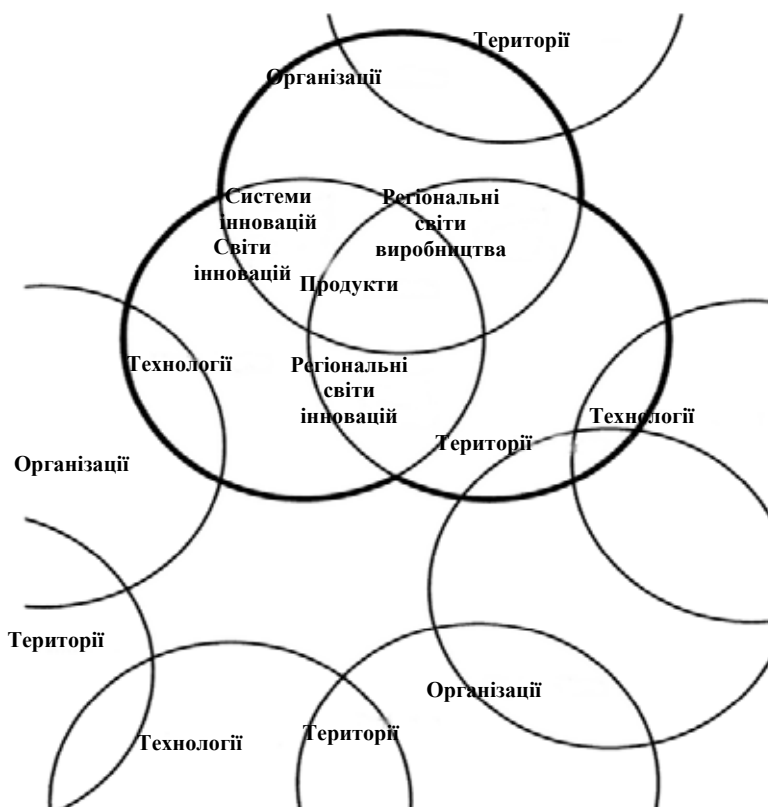 Території
Організації
Системи
інновацій
Світи
інновацій
Регіональні
світи
виробництва
Продукти
Технології
Регіональні
світи
інновацій
Технології
Території
Організації
Території
Організації
Технології
Території